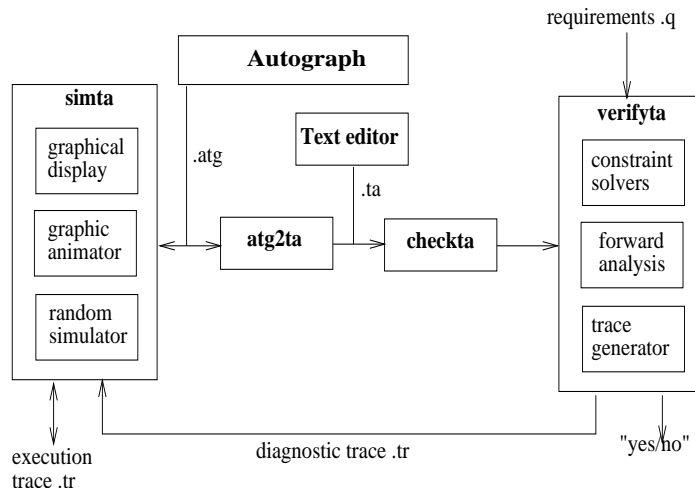 requirements .q
Autograph
simta
verifyta
graphical
display
.atg
Text editor
constraint
solvers
.ta
graphic
animator
atg2ta
checkta
forward
analysis
random
simulator
trace
generator
execution
trace .tr
diagnostic trace .tr
"yes/no"